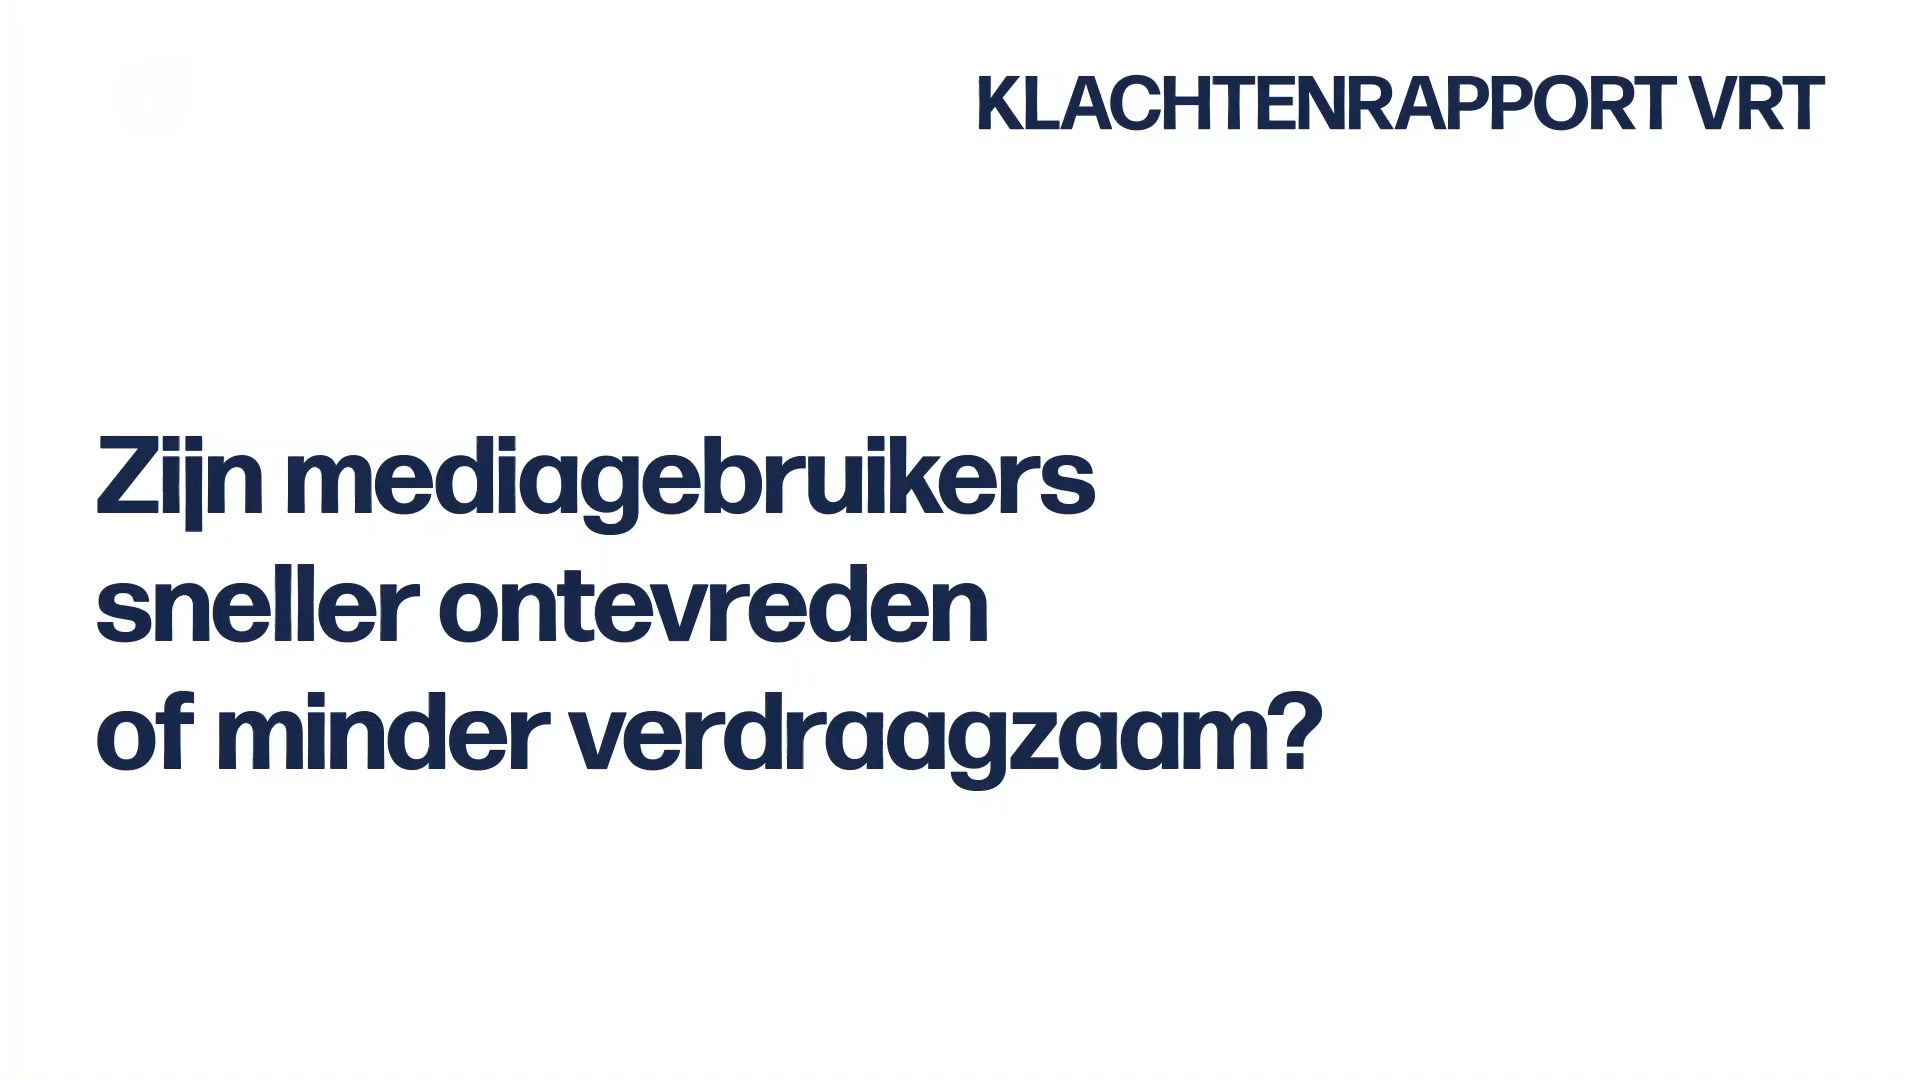 KLACHTENRAPPORT VRT
Zijn mediagebruikers
sneller ontevreden
of minder verdraagzaam?